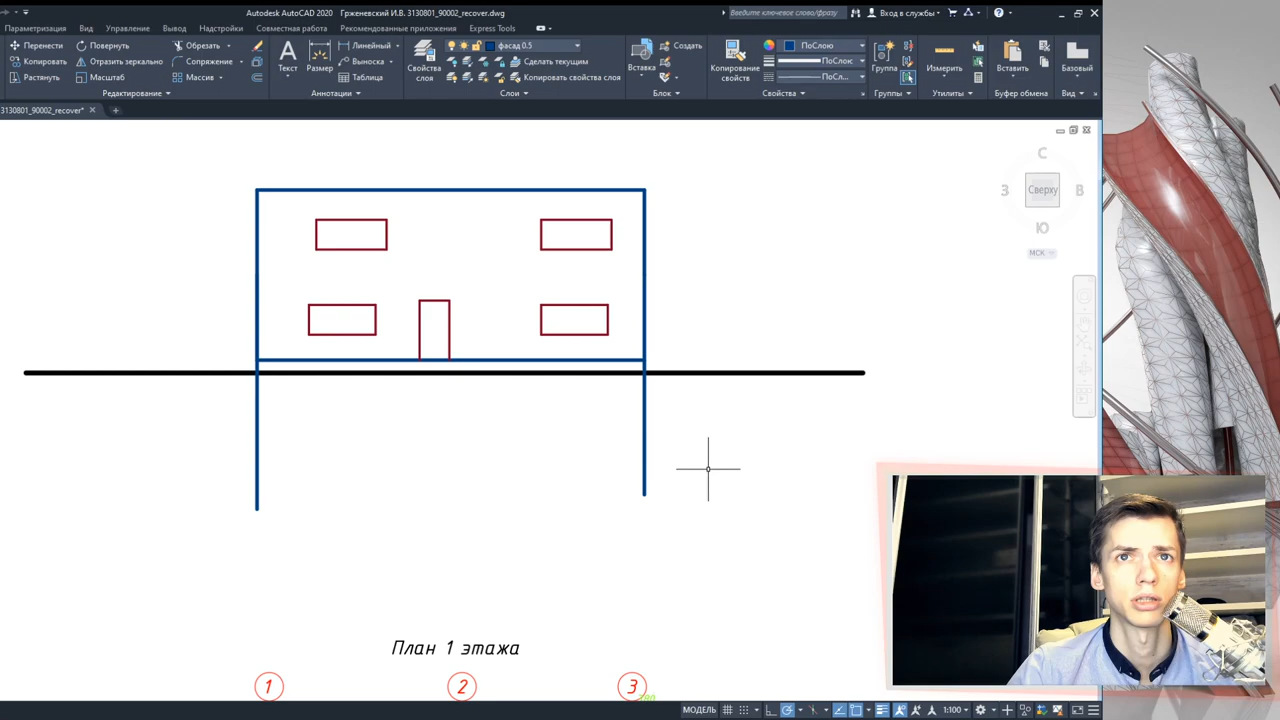 Autodesk AutoCAD 2020 Грженевский И.В. 3130801_90002_recover.dwg
Введите ключевое слово/фразу
Вход в службы
Параметризация Вид Управление Вывод Надстройки Совместная работа Рекомендованные приложения Express Tools
Перенести Повернуть Обрезать
Копировать Отразить зеркально Сопряжение
Растянуть Масштаб Массив
Редактирование
Текст Размер
Линейный
Выноска
Таблица
Аннотации
Свойства слоя
фасад 0.5
Сделать текущим
Копировать свойства слоя
Слои
Вставка
Создать
Блок
Копирование свойств
ПоСлою
ПоСлою
ПоСл...
Свойства
Группа
Группы
Измерить
Утилиты
Вставить
Буфер обмена
Базовый
Вид
3130801_90002_recover*
С
З Сверху В
Ю
МСК
План 1 этажа
1 2 3
МОДЕЛЬ 1:100